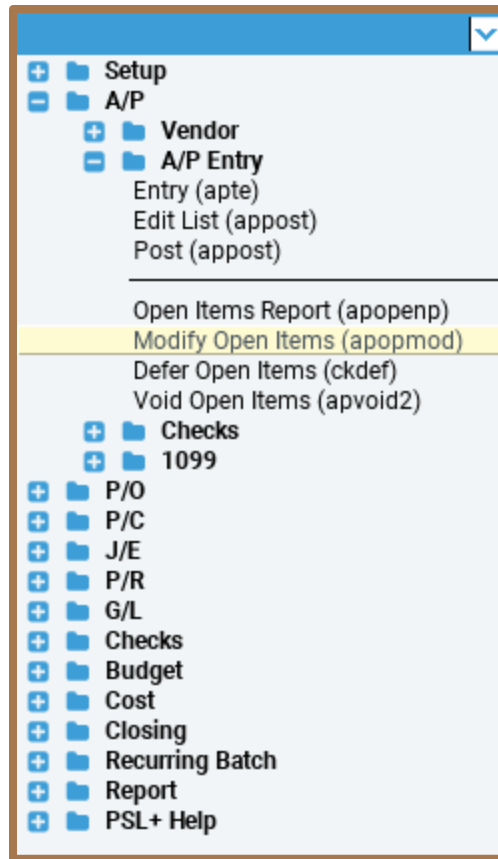 Setup
A/P
Vendor
A/P Entry
Entry (apte)
Edit List (appost)
Post (appost)
Open Items Report (apopenp)
Modify Open Items (apopmod)
Defer Open Items (ckdef)
Void Open Items (apvoid2)
Checks
1099
P/O
P/C
J/E
P/R
G/L
Checks
Budget
Cost
Closing
Recurring Batch
Report
PSL+ Help